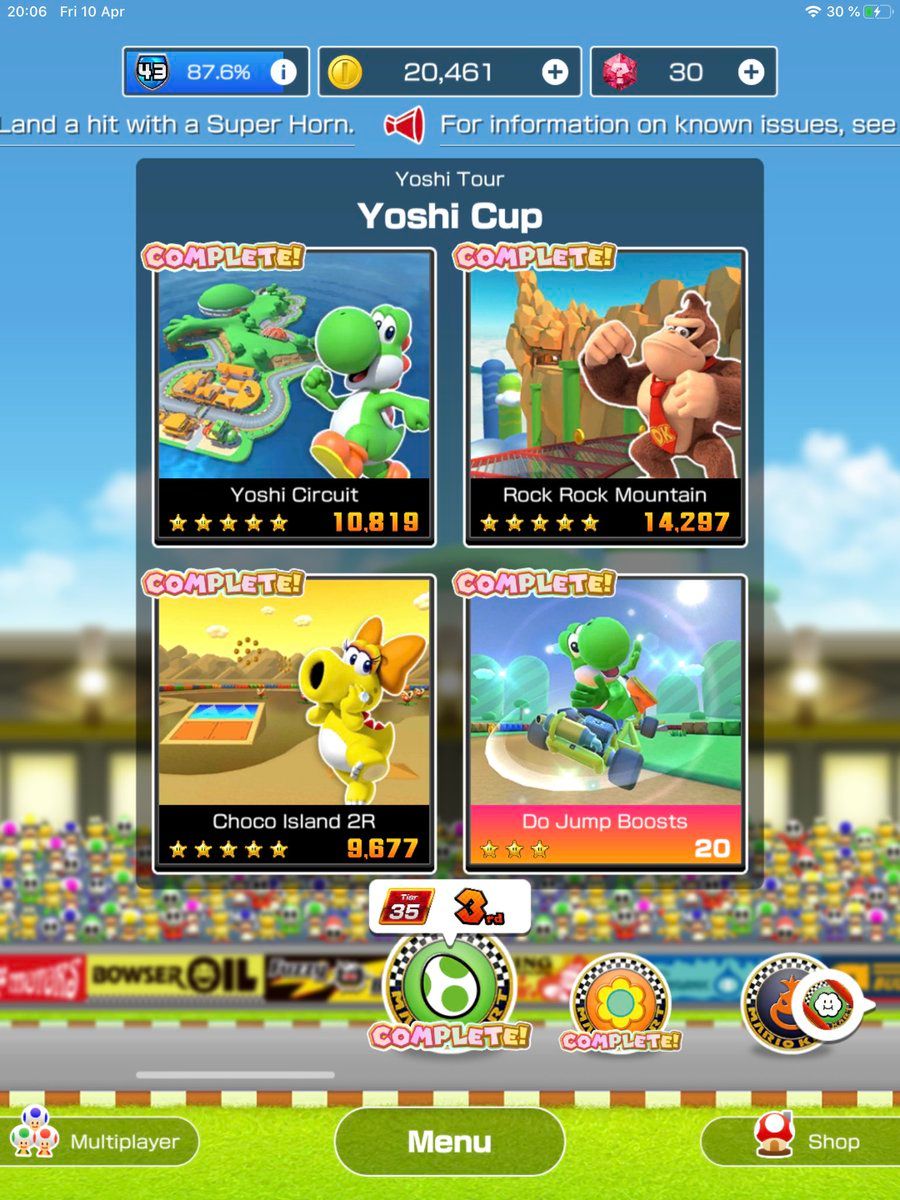 20:06 Fri 10 Apr
30 %
43 87.6% i
20,461
? 30
Land a hit with a Super Horn. For information on known issues, see
Yoshi Tour
Yoshi Cup
COMPLETE! COMPLETE!
Yoshi Circuit
10,819
DK
Rock Rock Mountain
14,297
COMPLETE! COMPLETE!
Choco Island 2R
9,677
Do Jump Boosts
20
Tier
35
3rd
BOWSER OIL
Fuzzy
COMPLETE! COMPLETE!
MARIO K
Multiplayer
Menu
Shop